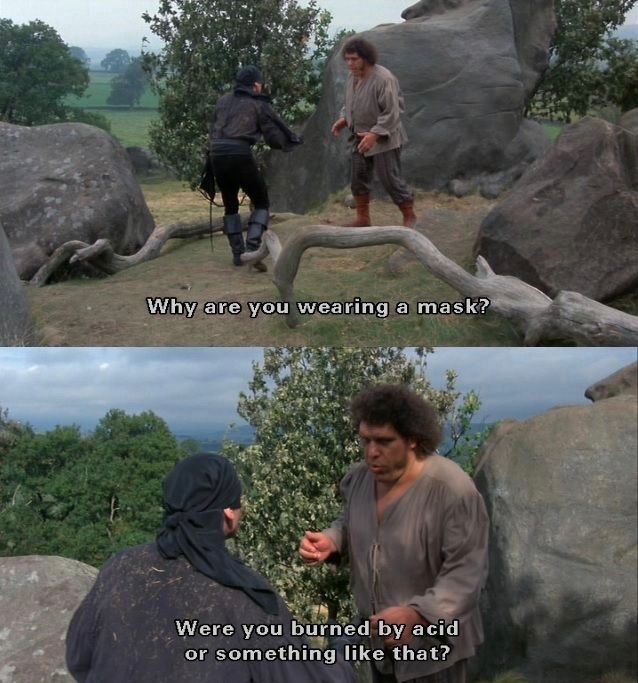 Why are you wearing a mask?
Were you burned by acid
or something like that?